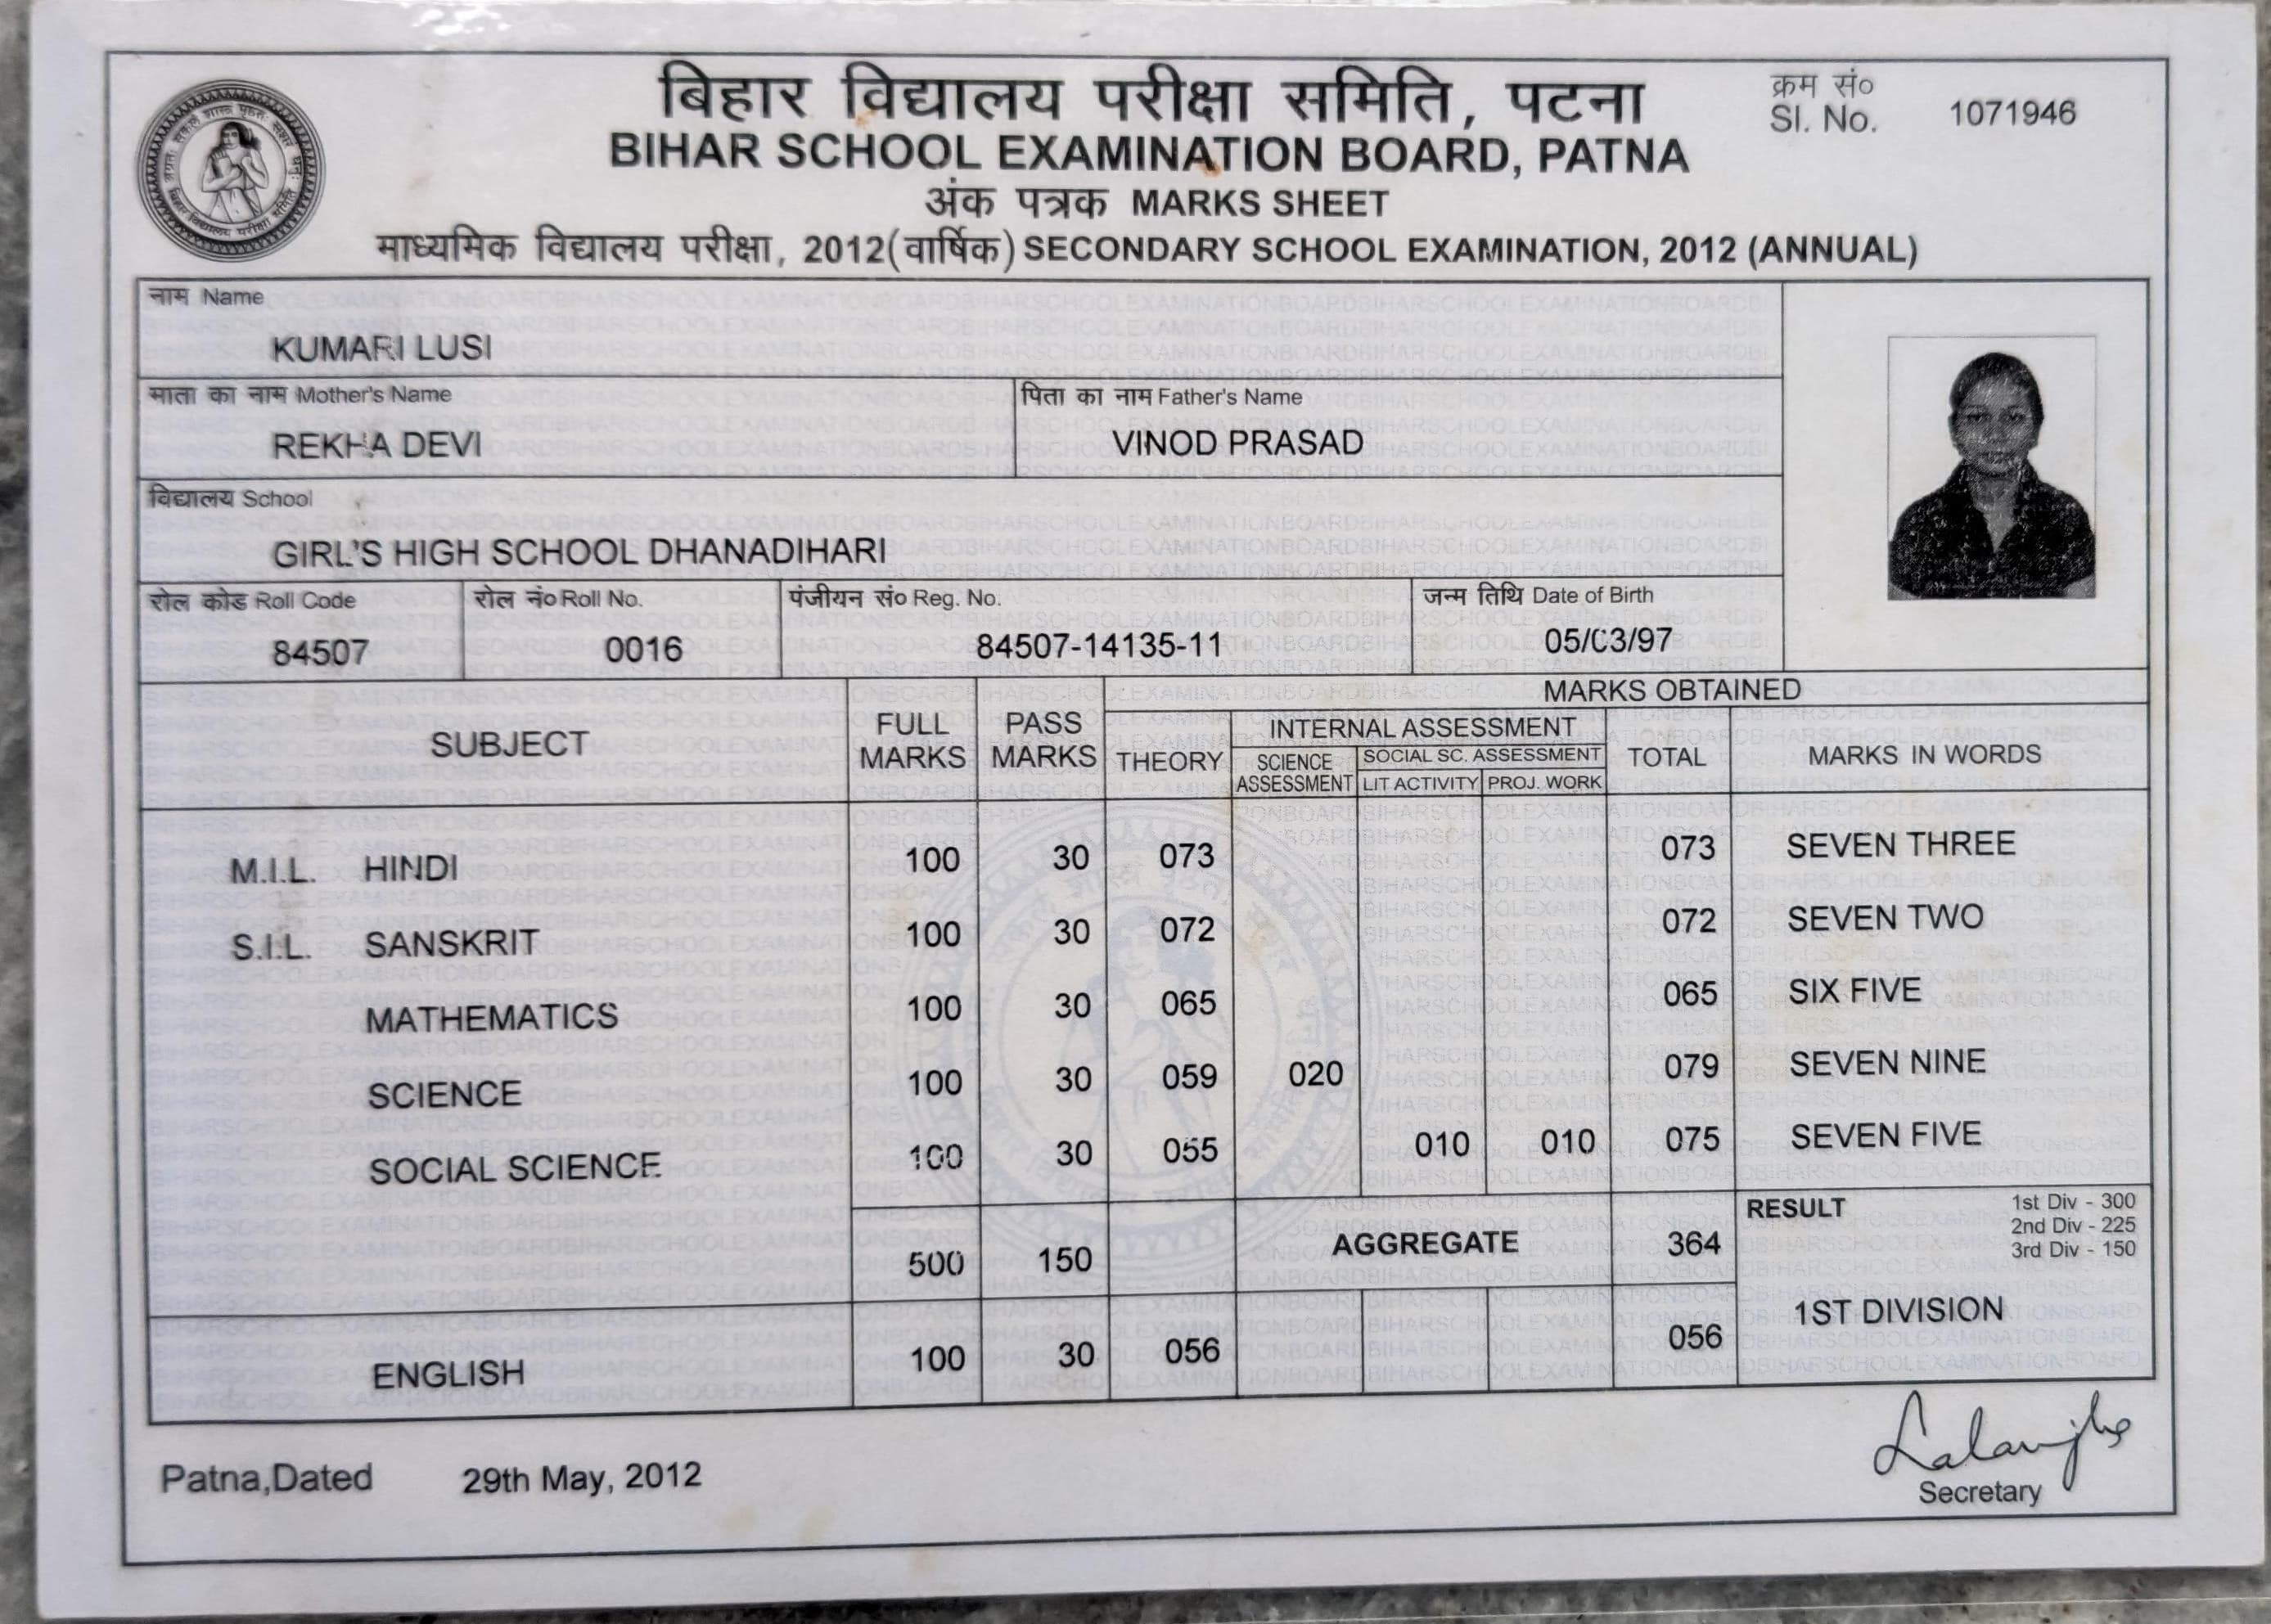 बिहार विद्यालय परीक्षा समिति, पटना
क्रम सं०
Sl. No. 1071946
BIHAR SCHOOL EXAMINATION BOARD, PATNA
अंक पत्रक MARKS SHEET
माध्यमिक विद्यालय परीक्षा, 2012(वार्षिक) SECONDARY SCHOOL EXAMINATION, 2012 (ANNUAL)
नाम Name
KUMARI LUSI
माता का नाम Mother's Name पिता का नाम Father's Name
REKHA DEVI VINOD PRASAD
विद्यालय School
GIRL'S HIGH SCHOOL DHANADIHARI
रोल कोड Roll Code रोल नं० Roll No. पंजीयन सं० Reg. No. जन्म तिथि Date of Birth
84507 0016 84507-14135-11 05/03/97
MARKS OBTAINED
SUBJECT FULL MARKS PASS MARKS THEORY INTERNAL ASSESSMENT TOTAL MARKS IN WORDS
SCIENCE ASSESSMENT SOCIAL SC. ASSESSMENT
LIT ACTIVITY PROJ. WORK
M.I.L. HINDI 100 30 073 073 SEVEN THREE
S.I.L. SANSKRIT 100 30 072 072 SEVEN TWO
MATHEMATICS 100 30 065 065 SIX FIVE
SCIENCE 100 30 059 020 079 SEVEN NINE
SOCIAL SCIENCE 100 30 055 010 010 075 SEVEN FIVE
500 150 AGGREGATE 364
RESULT 1st Div - 300
2nd Div - 225
3rd Div - 150
1ST DIVISION
ENGLISH 100 30 056 056
Patna,Dated 29th May, 2012
Secretary